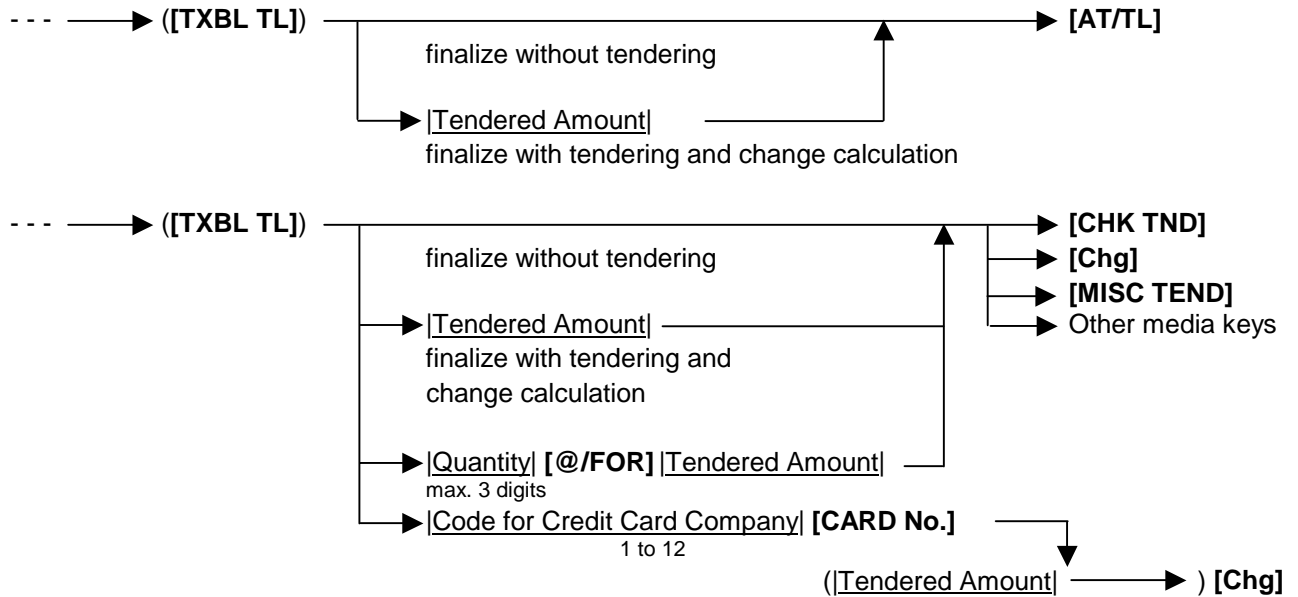 - - - ([TXBL TL]) [AT/TL]
finalize without tendering
|Tendered Amount|
finalize with tendering and change calculation
- - - ([TXBL TL]) [CHK TND]
finalize without tendering [Chg]
[MISC TEND]
|Tendered Amount| Other media keys
finalize with tendering and
change calculation
|Quantity| [@/FOR] |Tendered Amount|
max. 3 digits
|Code for Credit Card Company| [CARD No.]
1 to 12
(|Tendered Amount| ) [Chg]